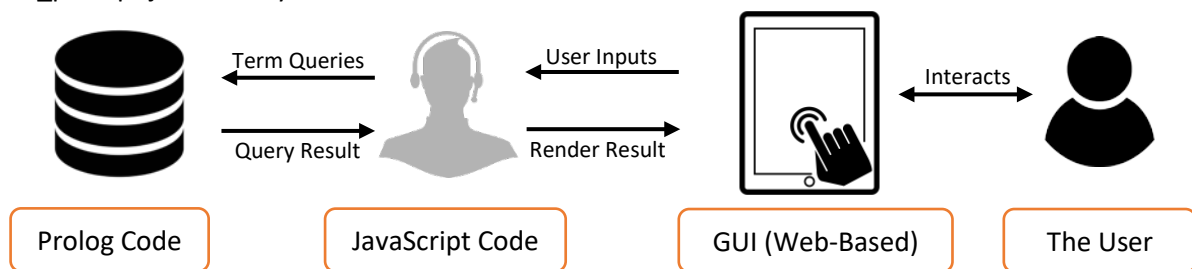 Term Queries
User Inputs
Interacts
Query Result
Render Result
Prolog Code
JavaScript Code
GUI (Web-Based)
The User